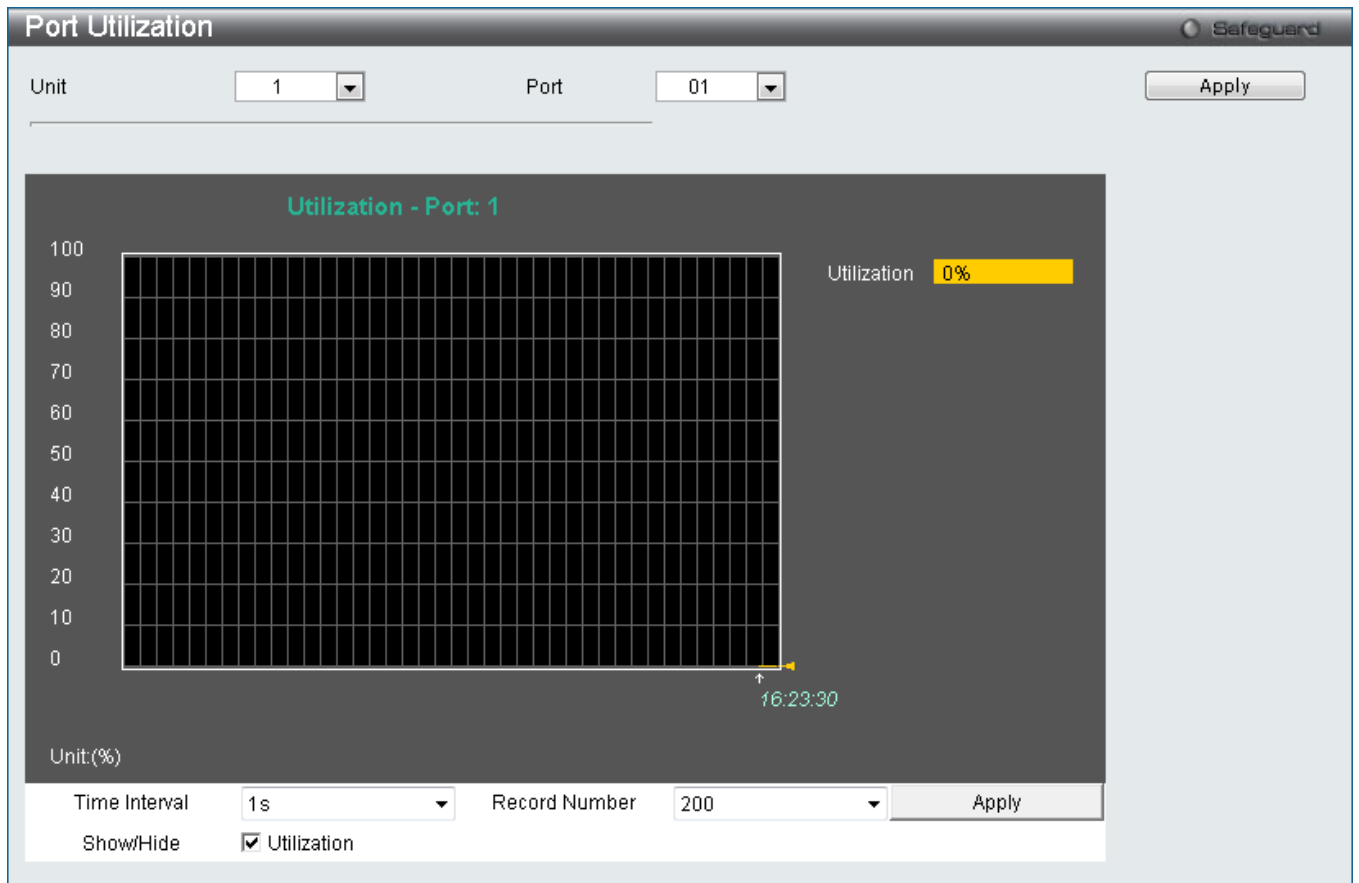 Port Utilization
Safeguard
Unit 1 Port 01 Apply
Utilization - Port: 1
100
90
80
70
60
50
40
30
20
10
0
Utilization 0%
16:23:30
Unit:(%)
Time Interval 1s Record Number 200 Apply
Show/Hide Utilization